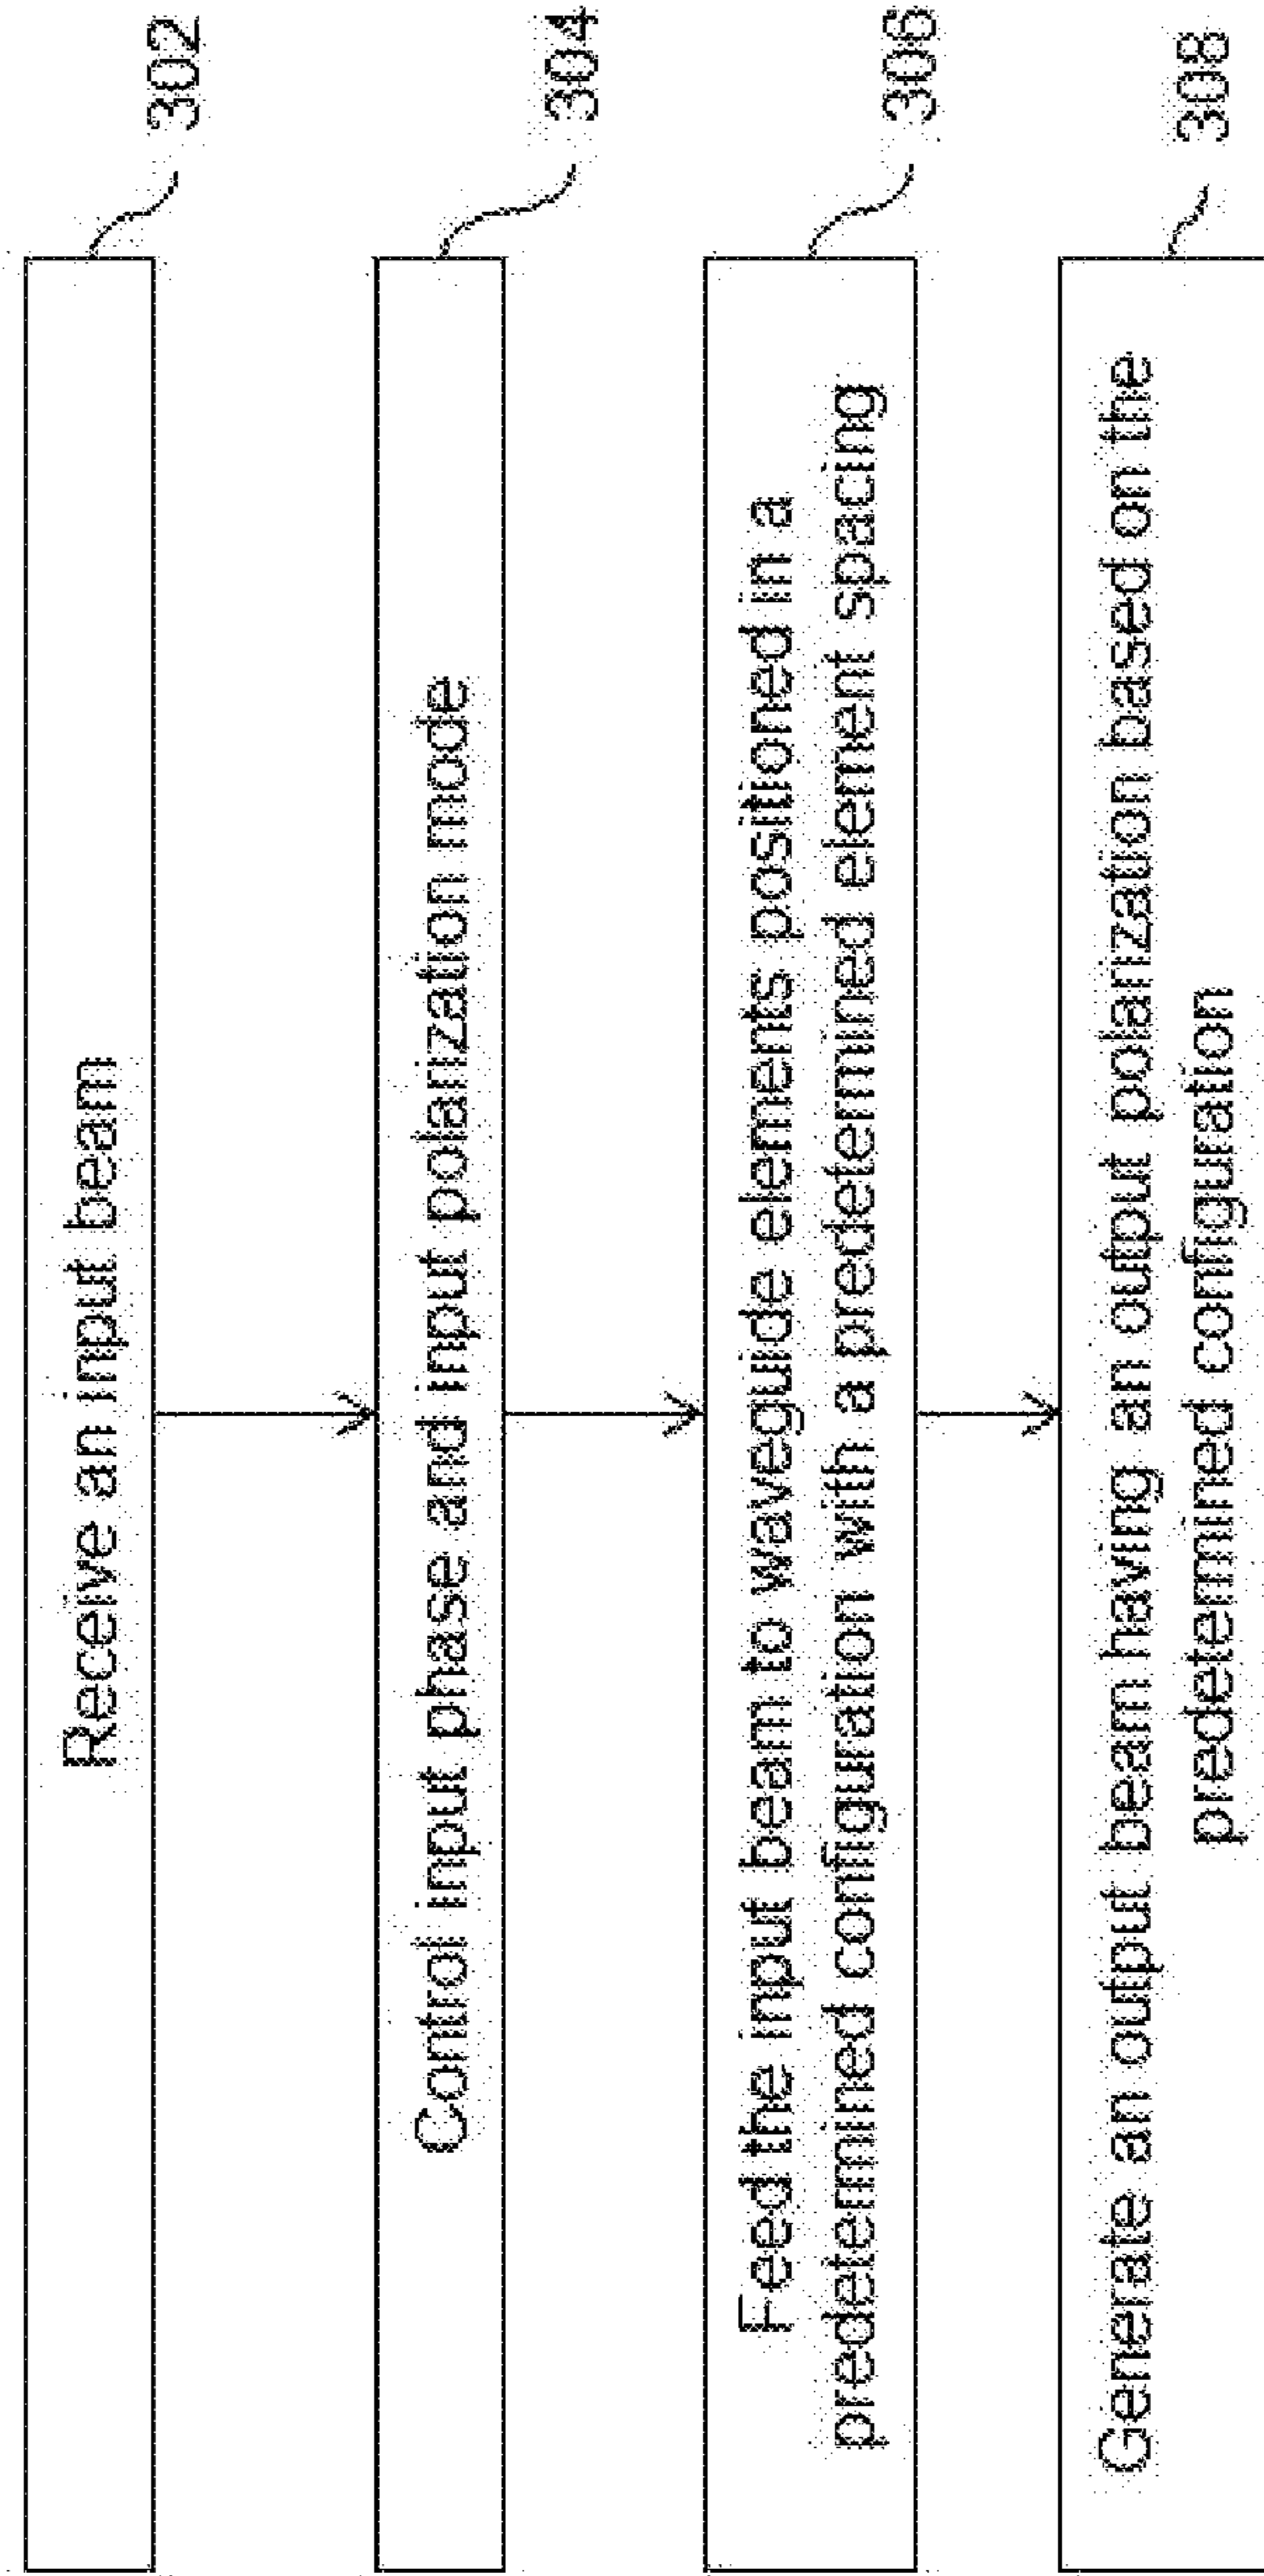 Receive an input beam
302
Control input phase and input polarization mode
304
Feed the input beam to waveguide elements positioned in a
predetermined configuration with a predetermined element spacing
306
Generate an output beam having an output polarization based on the
predetermined configuration
308